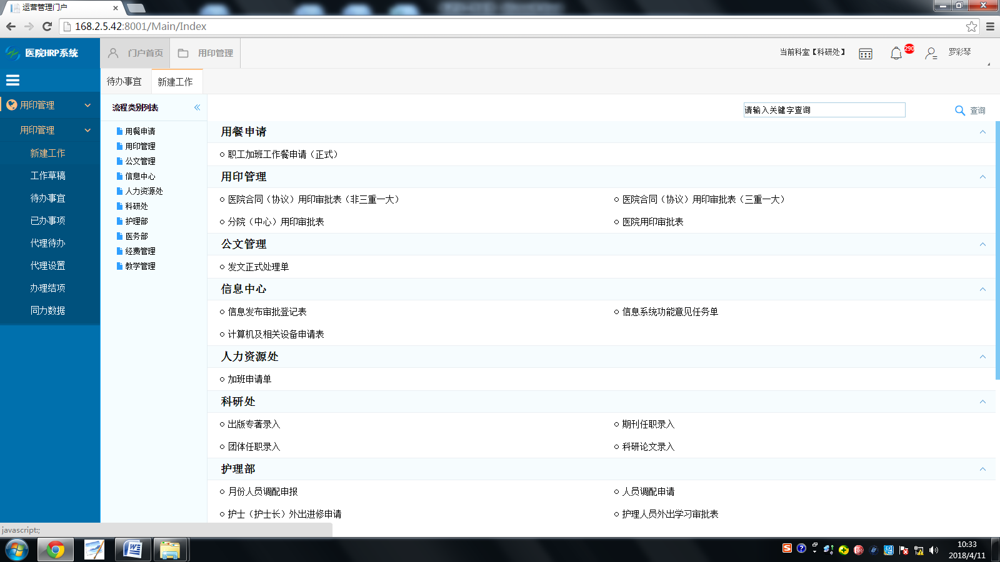 运营管理门户
168.2.5.42:8001/Main/Index
医院HRP系统
门户首页
用印管理
当前科室【科研处】
290
罗彩琴
待办事宜
新建工作
用印管理
用印管理
新建工作
工作草稿
待办事宜
已办事项
代理待办
代理设置
办理结项
同力数据
流程类别列表
用餐申请
用印管理
公文管理
信息中心
人力资源处
科研处
护理部
医务部
经费管理
教学管理
请输入关键字查询
查询
用餐申请
职工加班工作餐申请（正式）
用印管理
医院合同（协议）用印审批表（非三重一大）
医院合同（协议）用印审批表（三重一大）
分院（中心）用印审批表
医院用印审批表
公文管理
发文正式处理单
信息中心
信息发布审批登记表
信息系统功能意见任务单
计算机及相关设备申请表
人力资源处
加班申请单
科研处
出版专著录入
期刊任职录入
团体任职录入
科研论文录入
护理部
月份人员调配申报
人员调配申请
护士（护士长）外出进修申请
护理人员外出学习审批表
javascript:;
10:33
2018/4/11